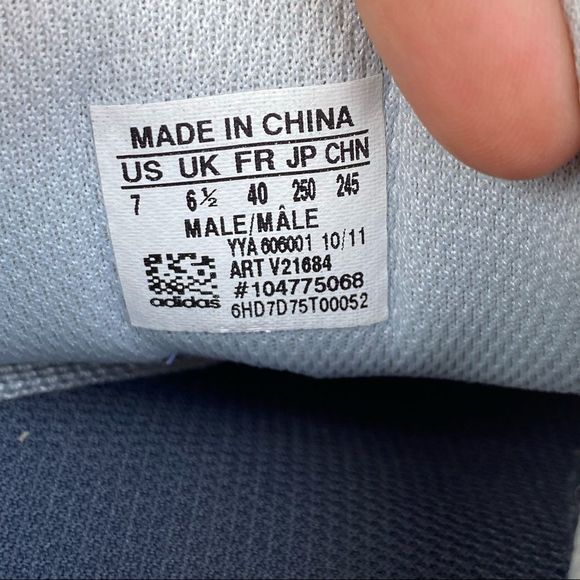 MADE IN CHINA
US UK FR JP CHN
7 6½ 40 250 245
MALE/MÂLE
YYA 606001 10/11
ART V21684
#104775068
adidas 6HD7D75T00052